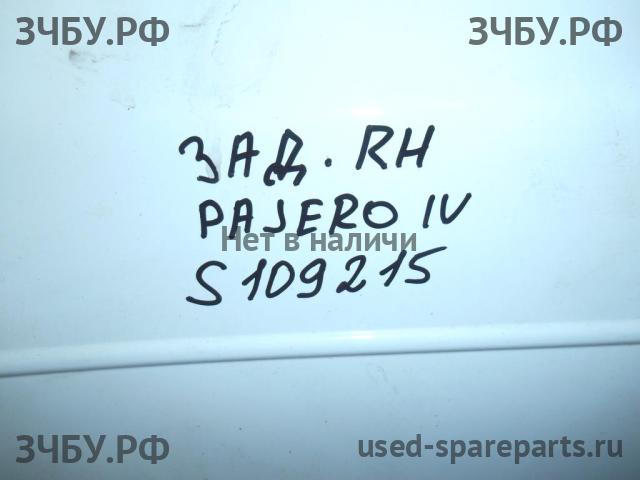 ЗЧБУ.РФ ЗЧБУ.РФ
ЗАД. RH
PAJERO IV
Нет в наличи
S109215
ЗЧБУ.РФ used-spareparts.ru